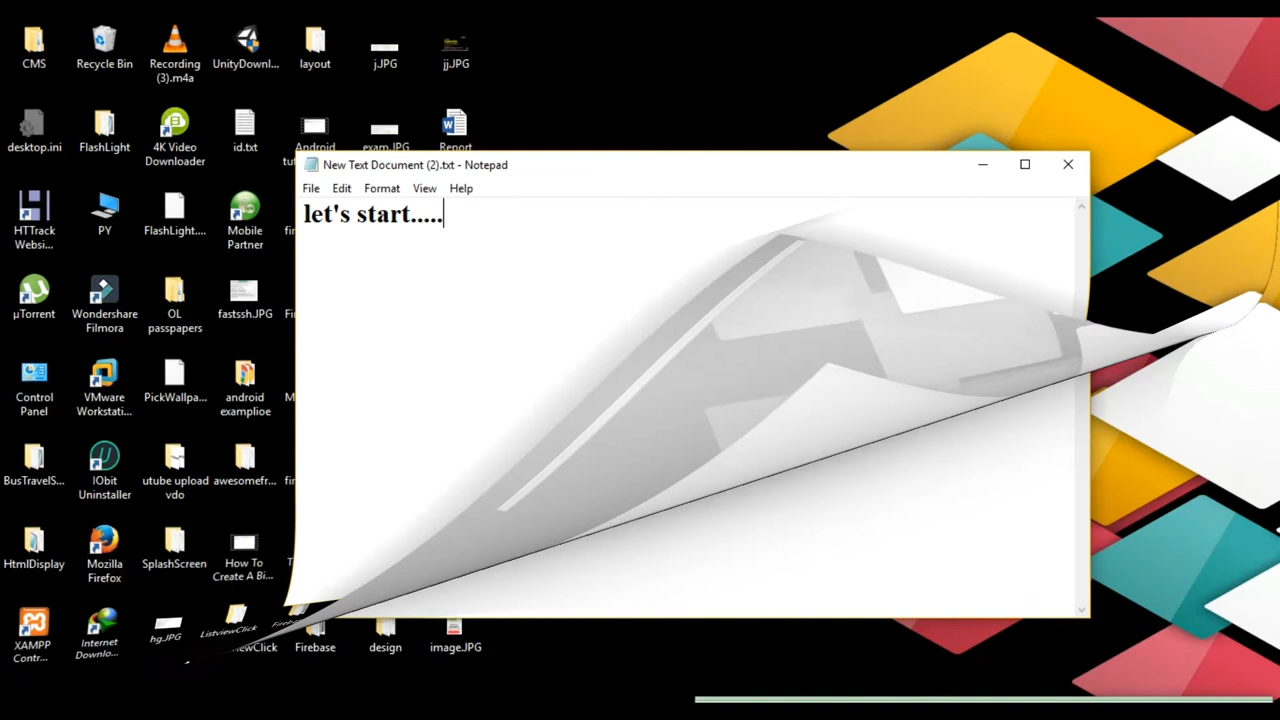 CMS
Recycle Bin
Recording
(3).m4a
UnityDownl...
layout
j.JPG
jj.JPG
desktop.ini
FlashLight
4K Video
Downloader
id.txt
Android
exam.JPG
Report
New Text Document (2).txt - Notepad
File Edit Format View Help
let's start.....
HTTrack
Websi...
PY
FlashLight....
Mobile
Partner
µTorrent
Wondershare
Filmora
OL
passpapers
fastssh.JPG
Control
Panel
VMware
Workstati...
PickWallpa...
android
examplioe
BusTravelS...
IObit
Uninstaller
utube upload
vdo
awesomefr...
HtmlDisplay
Mozilla
Firefox
SplashScreen
How To
Create A Bi...
XAMPP
Contr...
Internet
Downlo...
hg.JPG
ListviewClick
Firebase
design
image.JPG